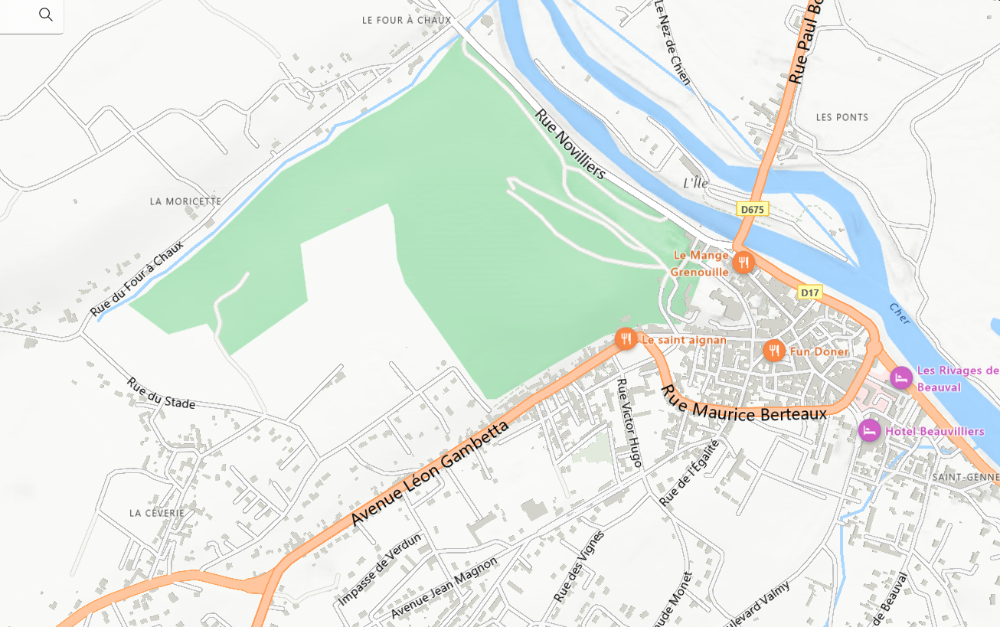 LE FOUR À CHAUX
Le Nez de Chien
Rue Paul Bo
LES PONTS
Rue Novilliers
L'Île
LA MORICETTE
D675
Rue du Four à Chaux
Le Mange
Grenouille
D17
Cher
Le saint aignan
Fun Döner
Les Rivages de
Beauval
Rue du Stade
Rue Victor Hugo
Rue Maurice Berteaux
Hotel Beauvilliers
Avenue Léon Gambetta
Rue de l'Égalité
SAINT-GENNE
LA CÉVERIE
Impasse de Verdun
Rue des Vignes
Avenue Jean Magnon
aude Monet
ulevard Valmy
de Beauval